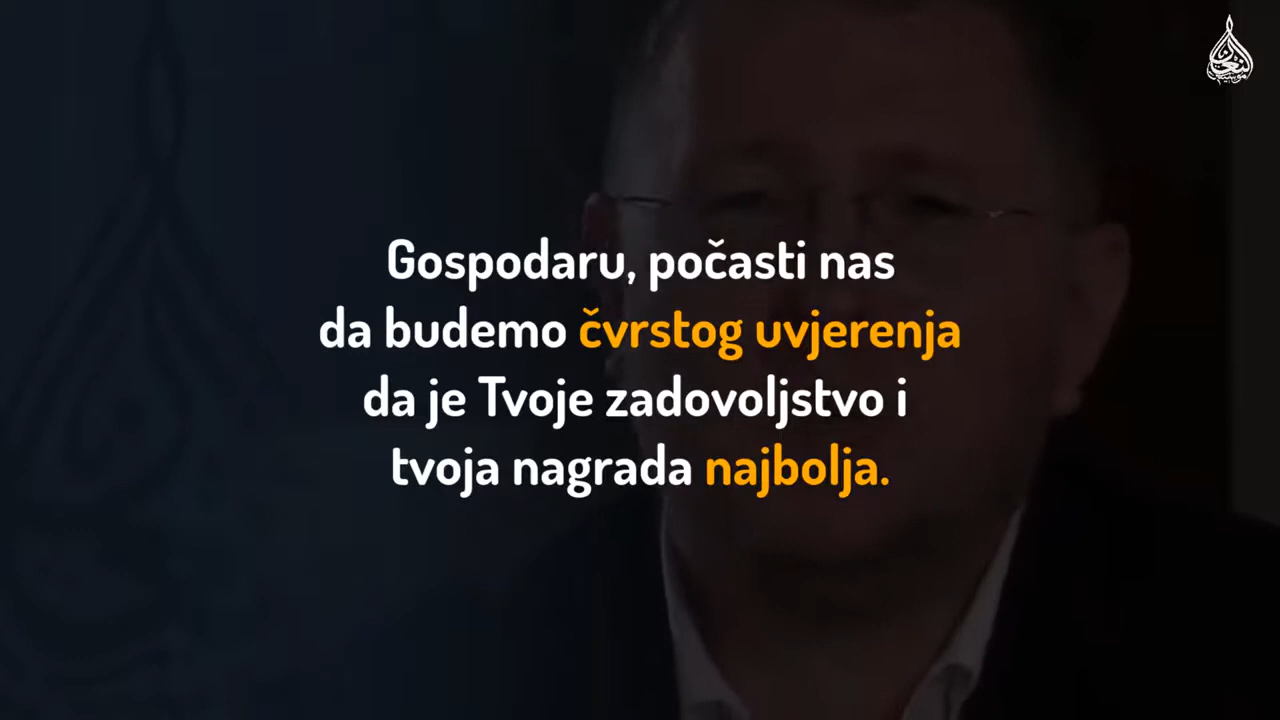 Gospodaru, počasti nas
da budemo čvrstog uvjerenja
da je Tvoje zadovoljstvo i
tvoja nagrada najbolja.